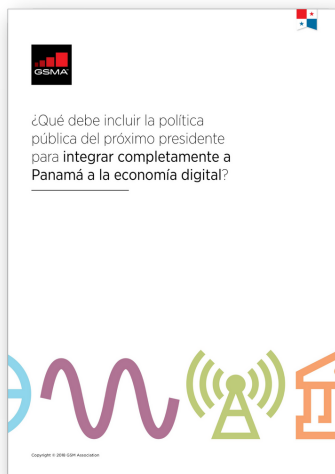 GSMA
¿Qué debe incluir la política
pública del próximo presidente
para integrar completamente a
Panamá a la economía digital?
Copyright © 2018 GSM Association